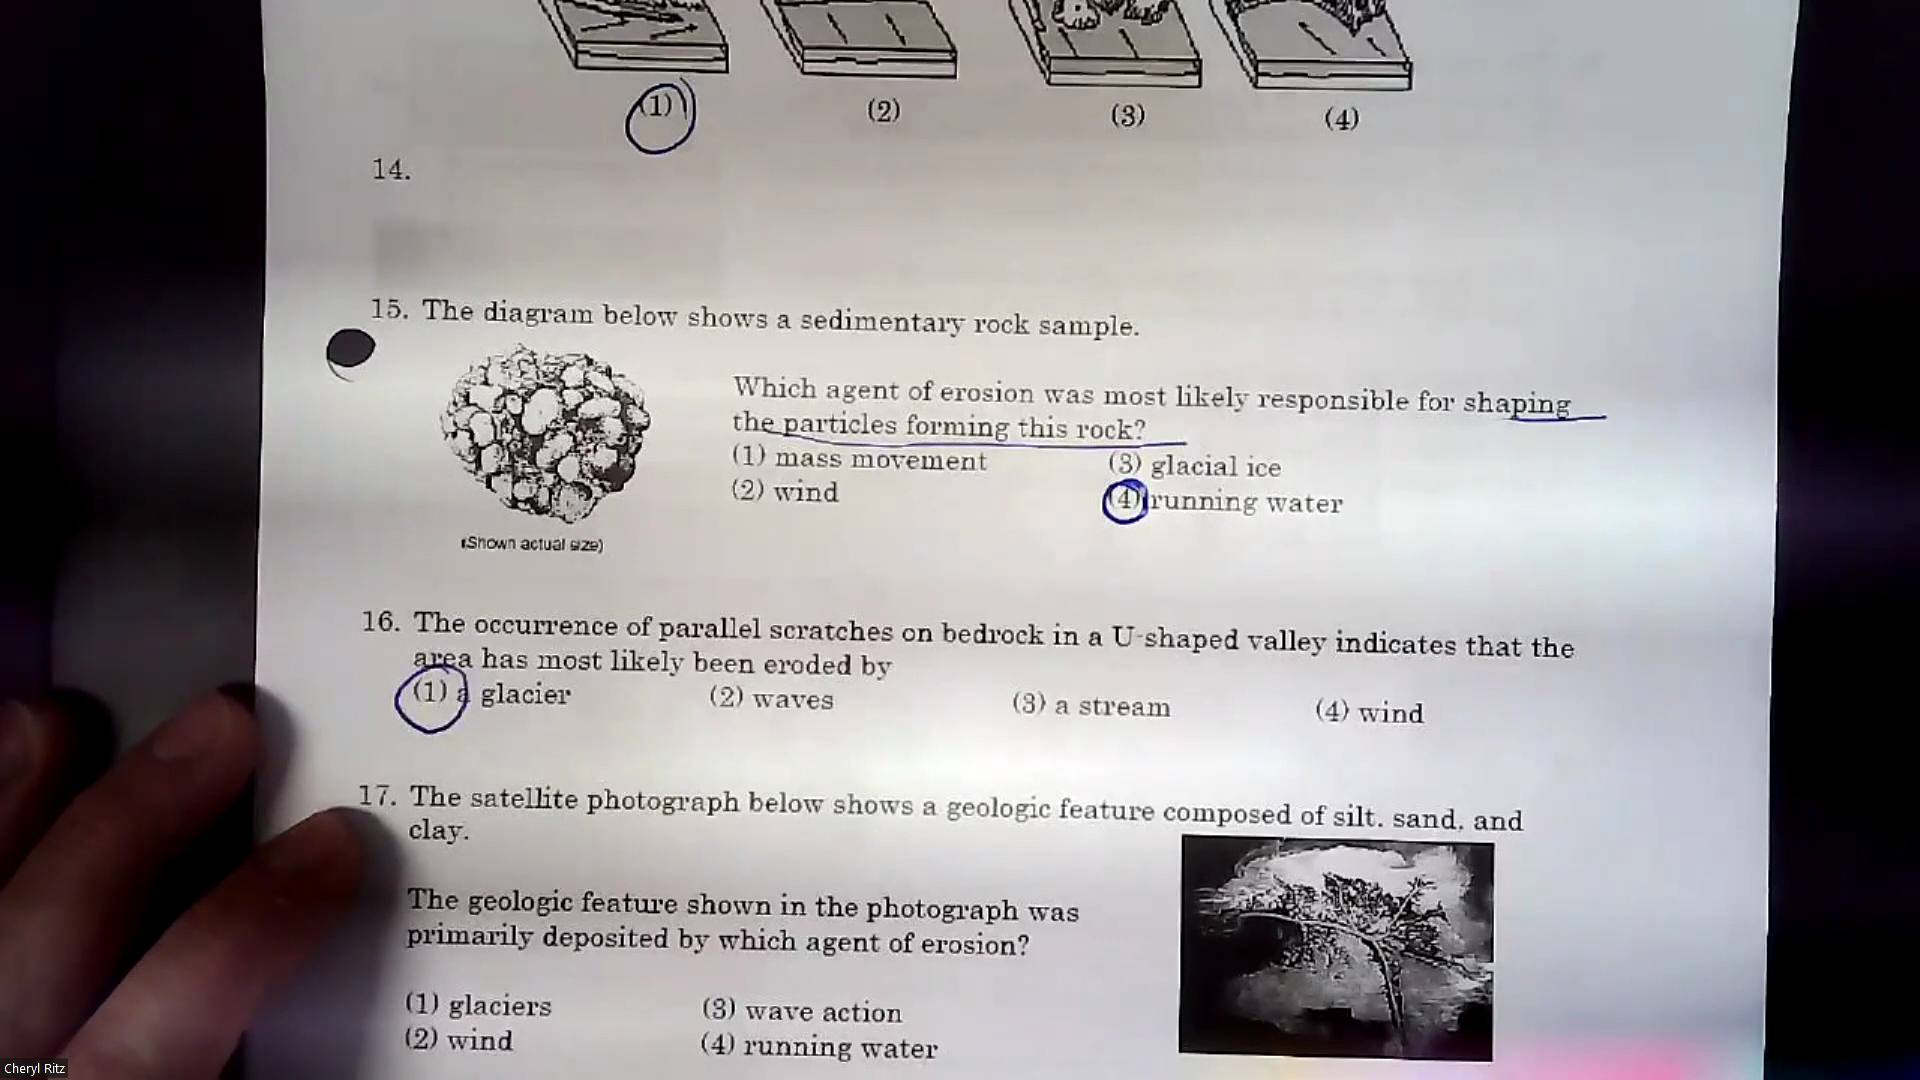 (1) (2) (3) (4)
14.
15. The diagram below shows a sedimentary rock sample.
Which agent of erosion was most likely responsible for shaping
the particles forming this rock?
(1) mass movement (3) glacial ice
(2) wind (4) running water
(Shown actual size)
16. The occurrence of parallel scratches on bedrock in a U-shaped valley indicates that the
area has most likely been eroded by
(1) a glacier (2) waves (3) a stream (4) wind
17. The satellite photograph below shows a geologic feature composed of silt, sand, and
clay.
The geologic feature shown in the photograph was
primarily deposited by which agent of erosion?
(1) glaciers (3) wave action
(2) wind (4) running water
Cheryl Ritz